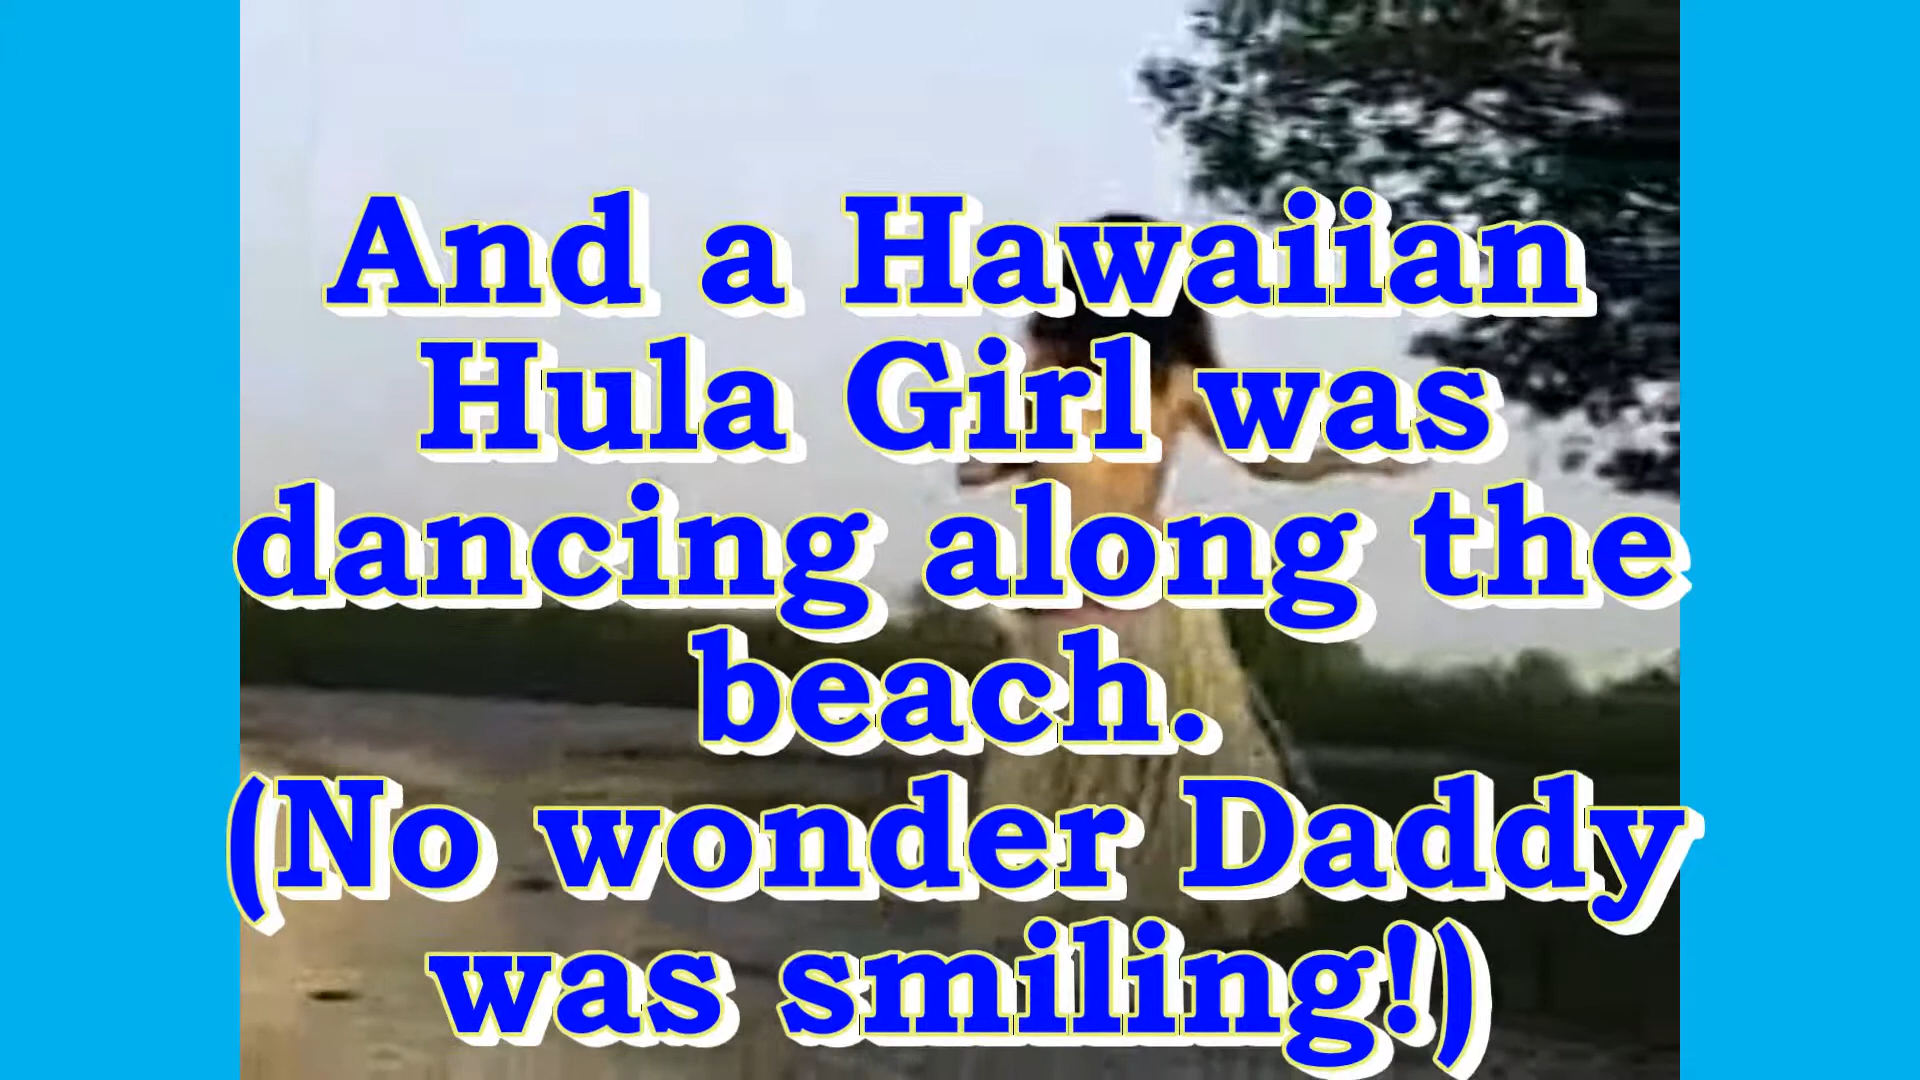 And a Hawaiian
Hula Girl was
dancing along the
beach.
(No wonder Daddy
was smiling!)